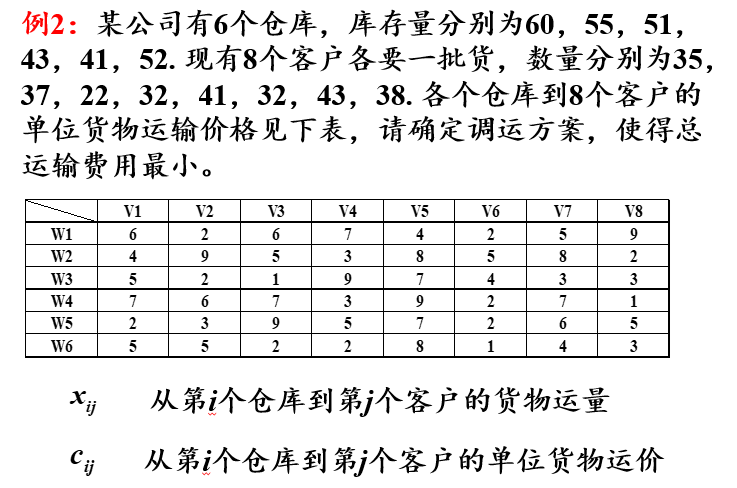 例2：某公司有6个仓库，库存量分别为60，55，51，
43，41，52. 现有8个客户各要一批货，数量分别为35，
37，22，32，41，32，43，38. 各个仓库到8个客户的
单位货物运输价格见下表，请确定调运方案，使得总
运输费用最小。
V1 V2 V3 V4 V5 V6 V7 V8
W1 6 2 6 7 4 2 5 9
W2 4 9 5 3 8 5 8 2
W3 5 2 1 9 7 4 3 3
W4 7 6 7 3 9 2 7 1
W5 2 3 9 5 7 2 6 5
W6 5 5 2 2 8 1 4 3
xij 从第i个仓库到第j个客户的货物运量
cij 从第i个仓库到第j个客户的单位货物运价